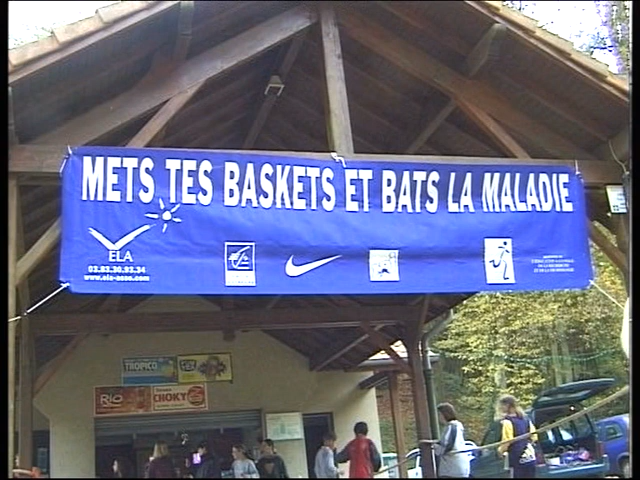 METS TES BASKETS ET BATS LA MALADIE
ELA
03.83.30.93.34
www.ela-asso.com
TROPICO
RIO
CHOKY